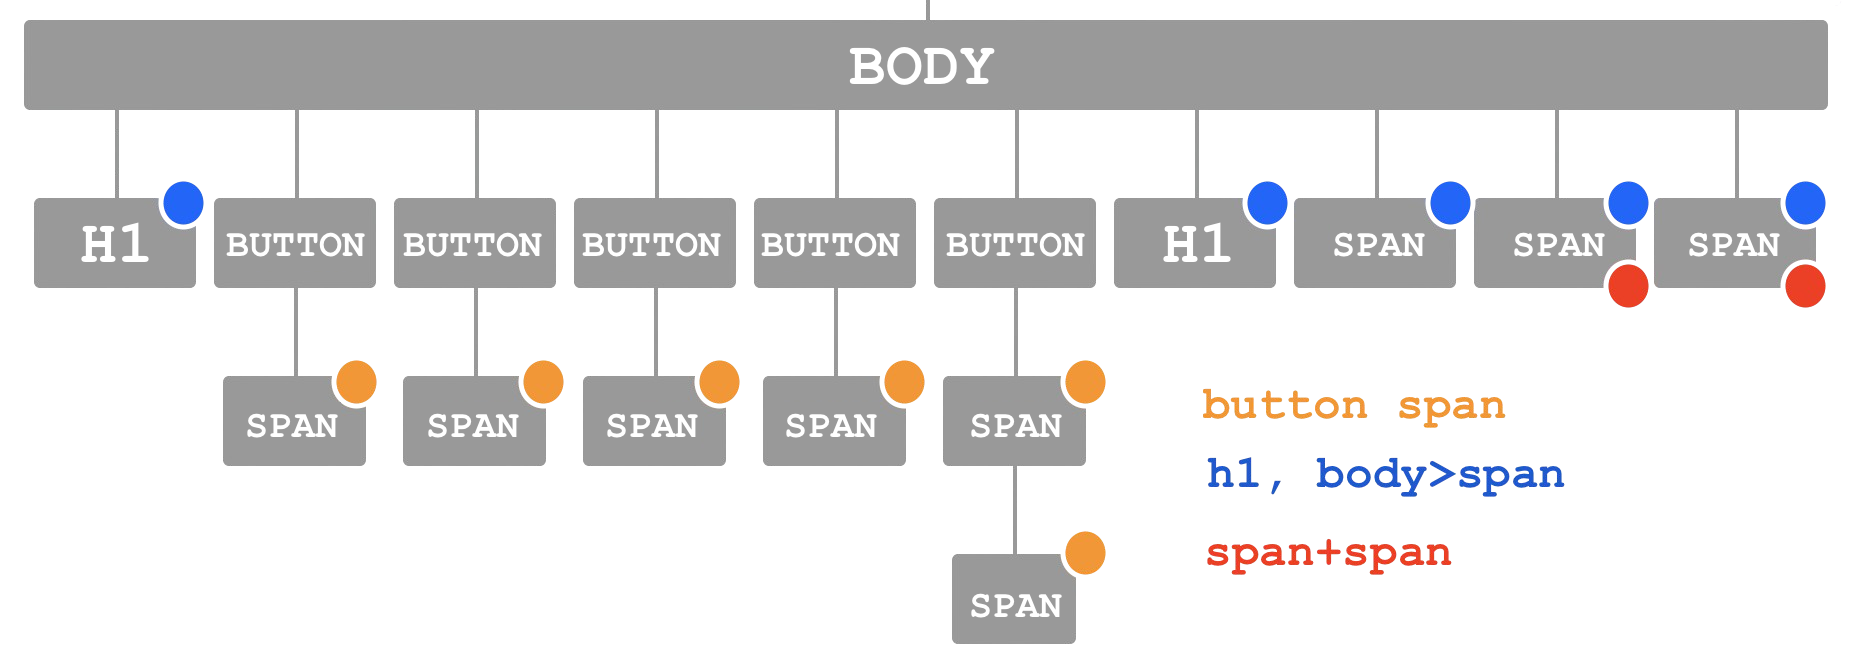 BODY
H1 BUTTON BUTTON BUTTON BUTTON BUTTON H1 SPAN SPAN SPAN
SPAN SPAN SPAN SPAN SPAN
button span
h1, body>span
span+span
SPAN